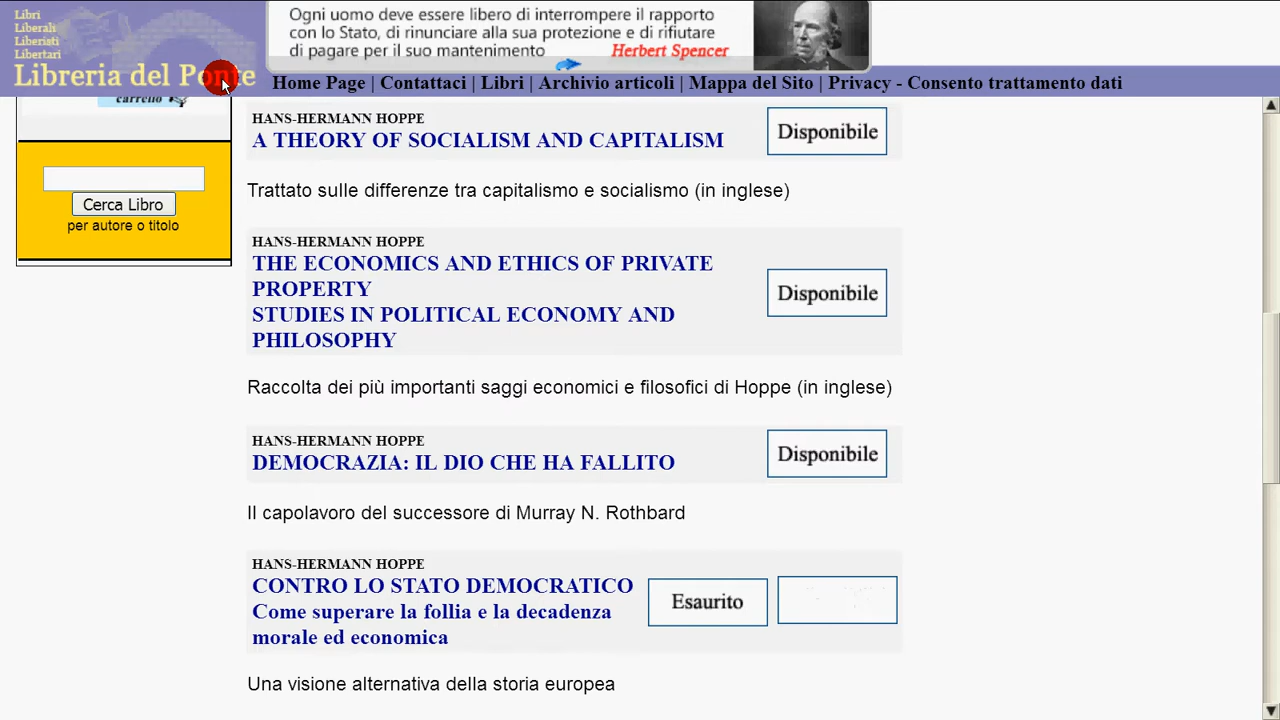 Libri
Liberali
Liberisti
Libertari
Libreria del Ponte
Ogni uomo deve essere libero di interrompere il rapporto
con lo Stato, di rinunciare alla sua protezione e di rifiutare
di pagare per il suo mantenimento
Herbert Spencer
Home Page | Contattaci | Libri | Archivio articoli | Mappa del Sito | Privacy - Consento trattamento dati
carrello
Cerca Libro
per autore o titolo
HANS-HERMANN HOPPE
A THEORY OF SOCIALISM AND CAPITALISM
Disponibile
Trattato sulle differenze tra capitalismo e socialismo (in inglese)
HANS-HERMANN HOPPE
THE ECONOMICS AND ETHICS OF PRIVATE
PROPERTY
STUDIES IN POLITICAL ECONOMY AND
PHILOSOPHY
Disponibile
Raccolta dei più importanti saggi economici e filosofici di Hoppe (in inglese)
HANS-HERMANN HOPPE
DEMOCRAZIA: IL DIO CHE HA FALLITO
Disponibile
Il capolavoro del successore di Murray N. Rothbard
HANS-HERMANN HOPPE
CONTRO LO STATO DEMOCRATICO
Come superare la follia e la decadenza
morale ed economica
Esaurito
Una visione alternativa della storia europea